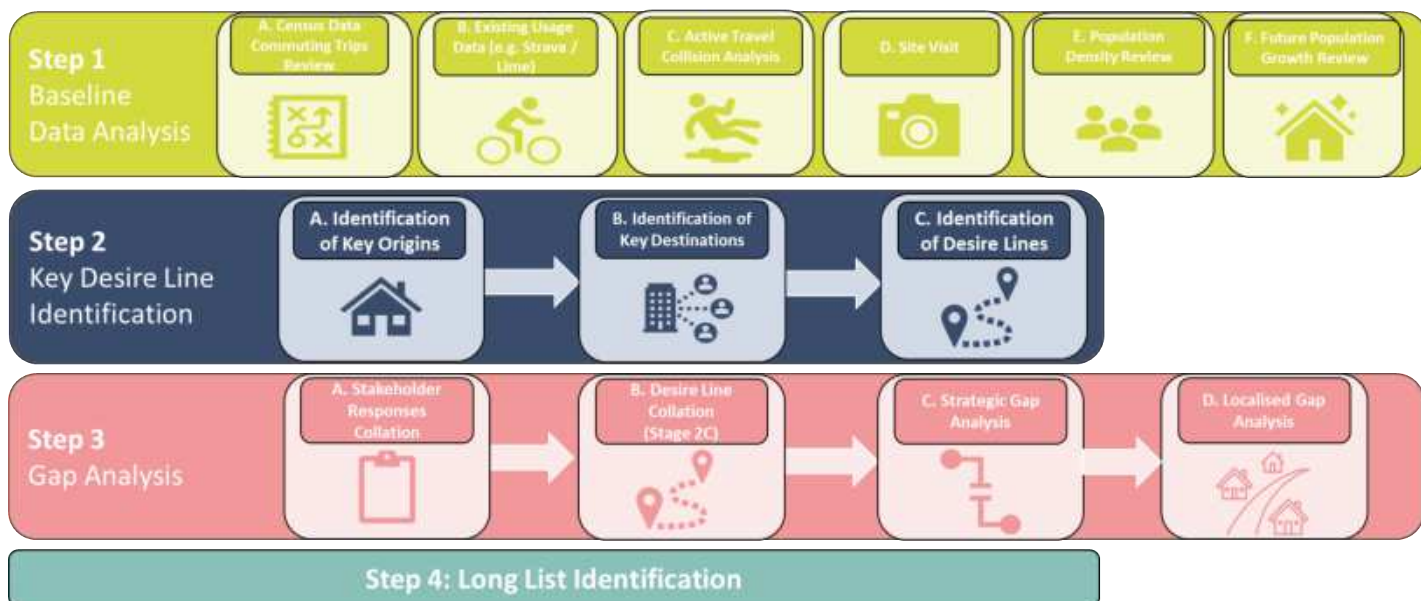 Step 1
Baseline
Data Analysis
A. Census Data
Commuting Trips
Review
B. Existing Usage
Data (e.g. Strava /
Lime)
C. Active Travel
Collision Analysis
D. Site Visit
E. Population
Density Review
F. Future Population
Growth Review
Step 2
Key Desire Line
Identification
A. Identification
of Key Origins
B. Identification of
Key Destinations
C. Identification
of Desire Lines
Step 3
Gap Analysis
A. Stakeholder
Responses
Collation
B. Desire Line
Collation
(Stage 2C)
C. Strategic Gap
Analysis
D. Localised Gap
Analysis
Step 4: Long List Identification